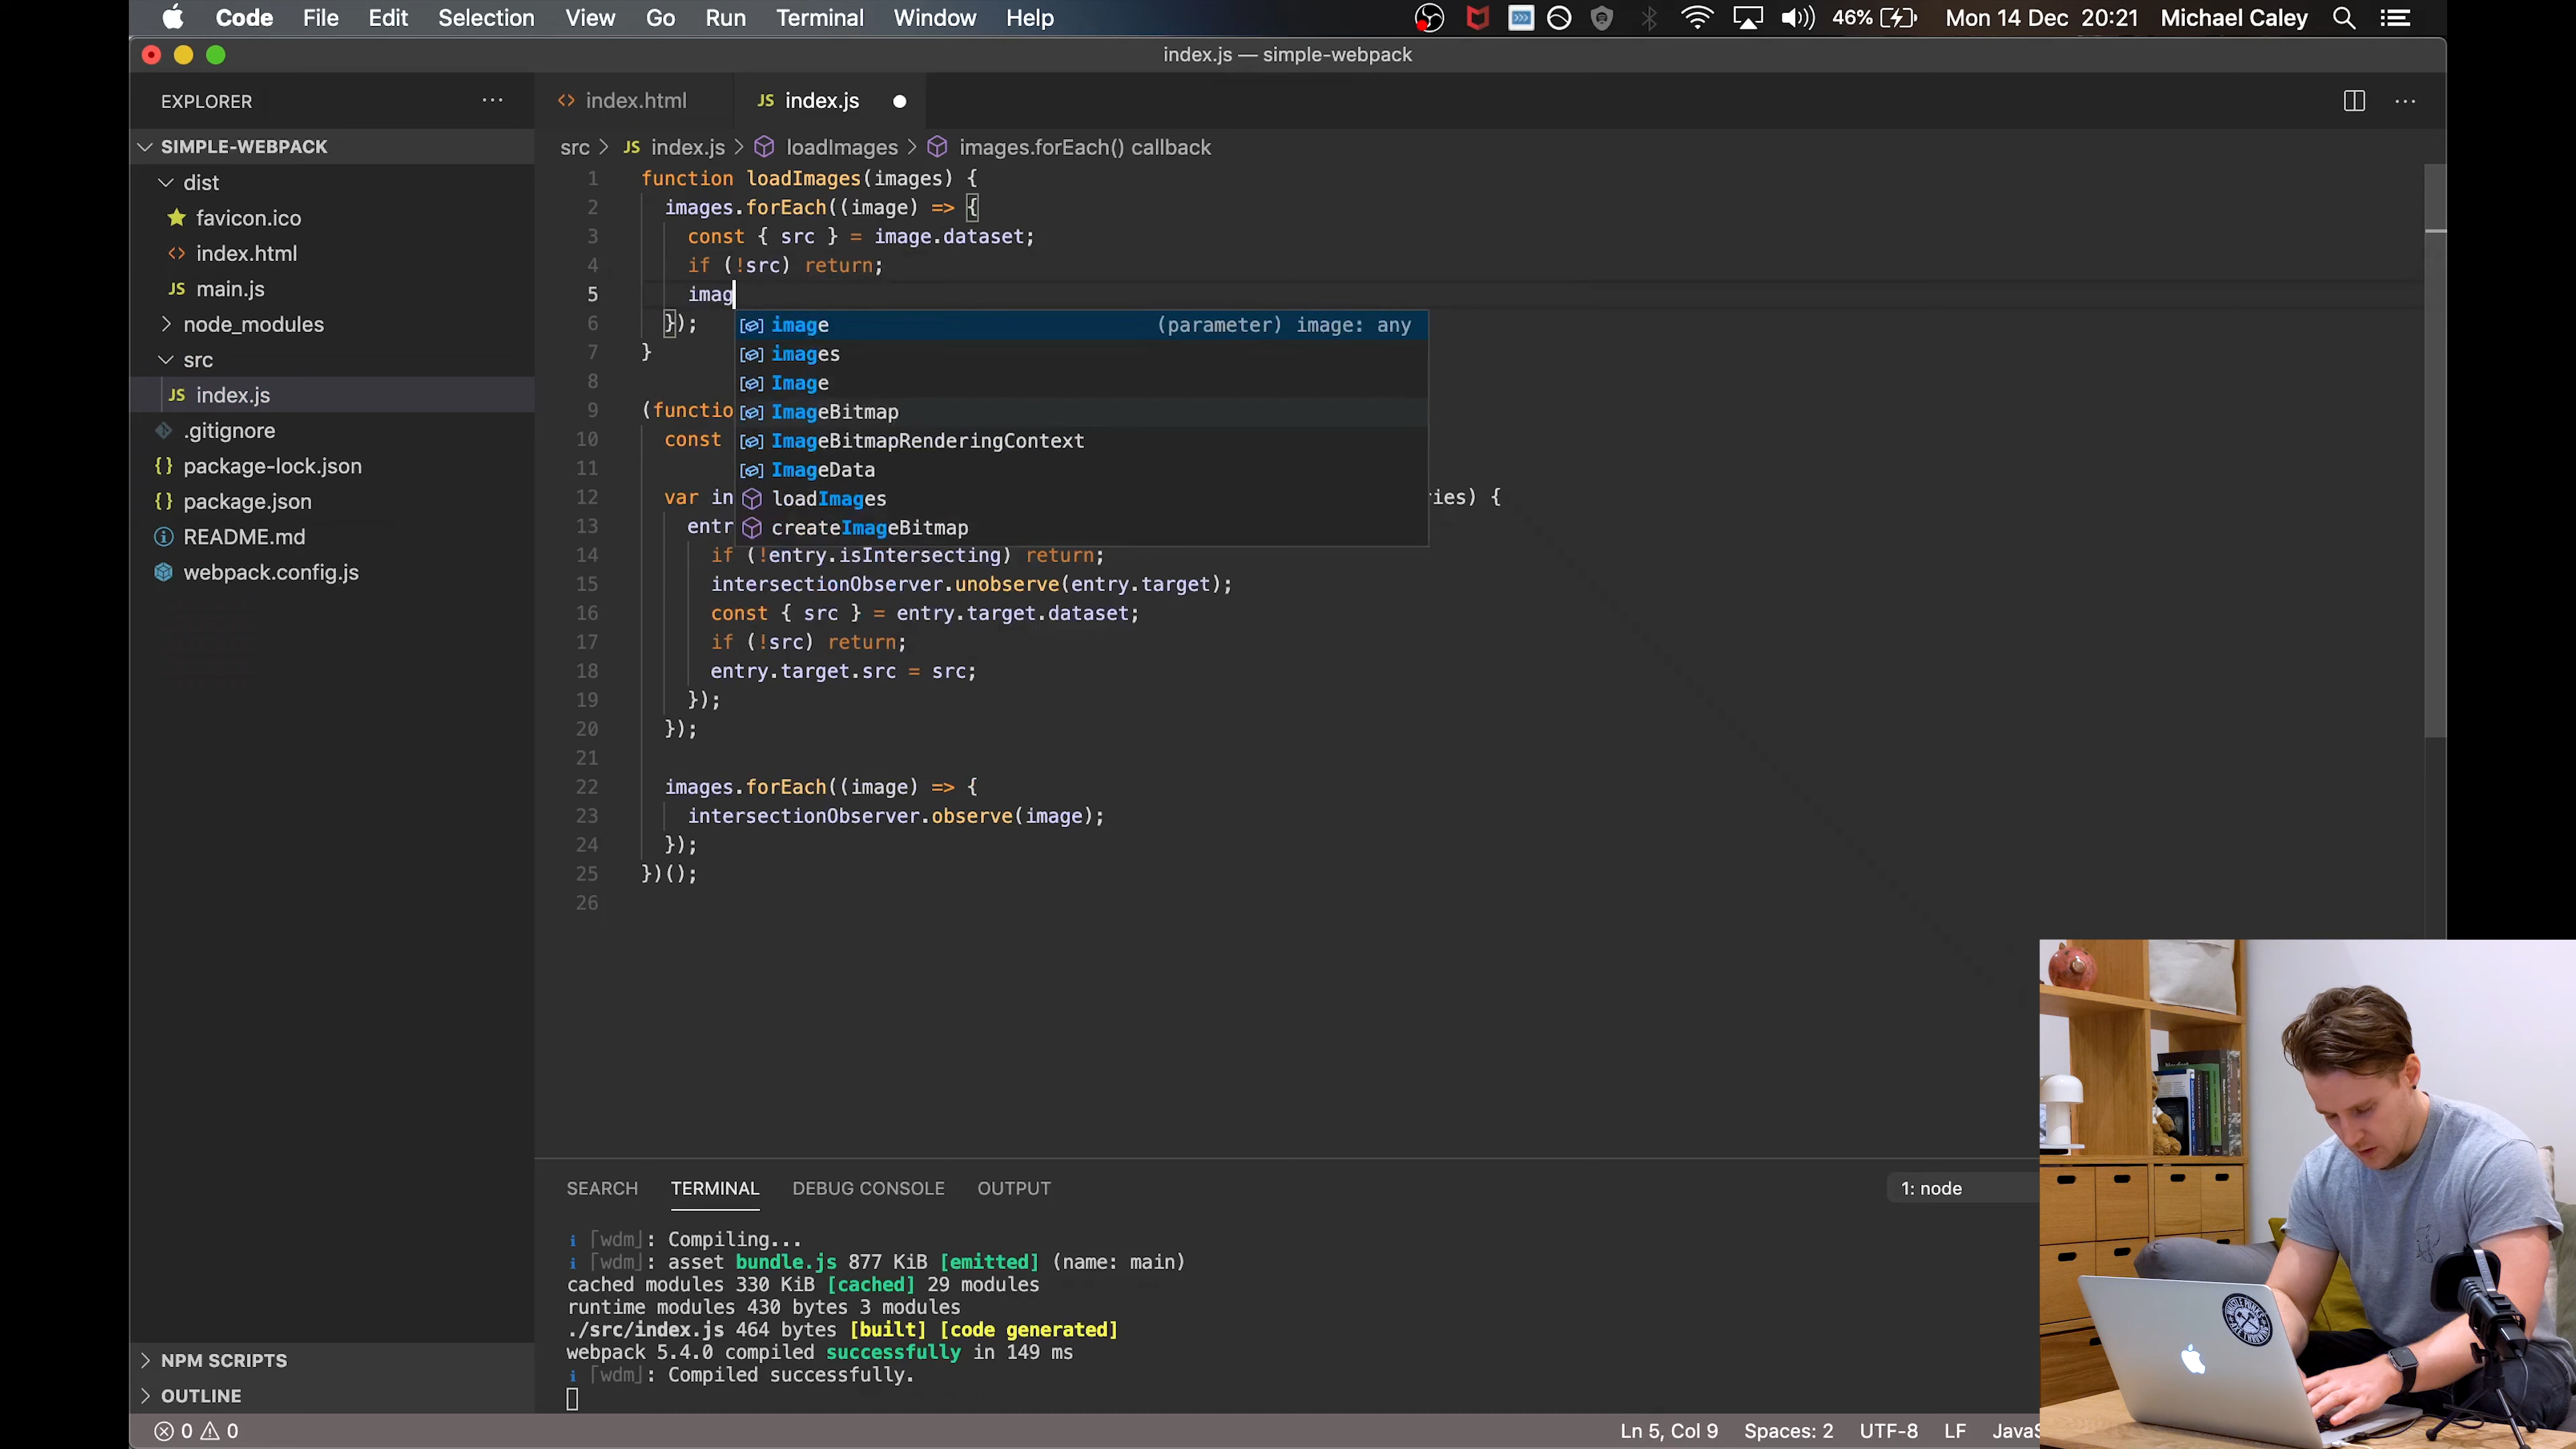 Code File Edit Selection View Go Run Terminal Window Help 46% Mon 14 Dec 20:21 Michael Caley
index.js — simple-webpack
EXPLORER
index.html
JS index.js
SIMPLE-WEBPACK
src > JS index.js > loadImages > images.forEach() callback
dist
favicon.ico
index.html
JS main.js
node_modules
src
JS index.js
.gitignore
{} package-lock.json
{} package.json
README.md
webpack.config.js
1 function loadImages(images) {
2 images.forEach((image) => {
3 const { src } = image.dataset;
4 if (!src) return;
5 imag
6 });
7 }
8
9 (functio
10 const
11
12 var in ries) {
13 entr
14 if (!entry.isIntersecting) return;
15 intersectionObserver.unobserve(entry.target);
16 const { src } = entry.target.dataset;
17 if (!src) return;
18 entry.target.src = src;
19 });
20 });
21
22 images.forEach((image) => {
23 intersectionObserver.observe(image);
24 });
25 })();
26
image (parameter) image: any
images
Image
ImageBitmap
ImageBitmapRenderingContext
ImageData
loadImages
createImageBitmap
SEARCH TERMINAL DEBUG CONSOLE OUTPUT 1: node
i ｢wdm｣: Compiling...
i ｢wdm｣: asset bundle.js 877 KiB [emitted] (name: main)
cached modules 330 KiB [cached] 29 modules
runtime modules 430 bytes 3 modules
./src/index.js 464 bytes [built] [code generated]
webpack 5.4.0 compiled successfully in 149 ms
i ｢wdm｣: Compiled successfully.
NPM SCRIPTS
OUTLINE
0 0 Ln 5, Col 9 Spaces: 2 UTF-8 LF JavaS